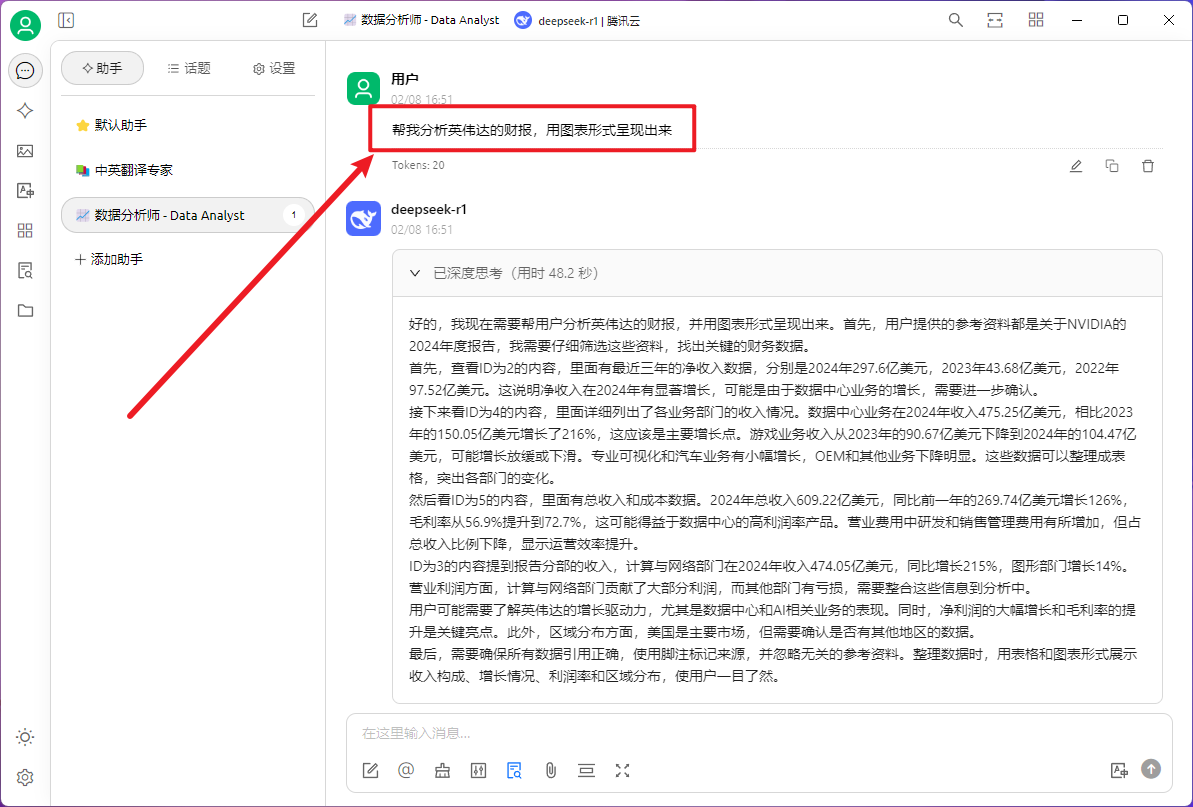 数据分析师 - Data Analyst
deepseek-r1 | 腾讯云
助手
话题
设置
默认助手
中英翻译专家
数据分析师 - Data Analyst
1
添加助手
用户
02/08 16:51
帮我分析英伟达的财报，用图表形式呈现出来
Tokens: 20
deepseek-r1
02/08 16:51
已深度思考（用时 48.2 秒）
好的，我现在需要帮用户分析英伟达的财报，并用图表形式呈现出来。首先，用户提供的参考资料都是关于NVIDIA的
2024年度报告，我需要仔细筛选这些资料，找出关键的财务数据。
首先，查看ID为2的内容，里面有最近三年的净收入数据，分别是2024年297.6亿美元，2023年43.68亿美元，2022年
97.52亿美元。这说明净收入在2024年有显著增长，可能是由于数据中心业务的增长，需要进一步确认。
接下来看ID为4的内容，里面详细列出了各业务部门的收入情况。数据中心业务在2024年收入475.25亿美元，相比2023
年的150.05亿美元增长了216%，这应该是主要增长点。游戏业务收入从2023年的90.67亿美元下降到2024年的104.47亿
美元，可能增长放缓或下滑。专业可视化和汽车业务有小幅增长，OEM和其他业务下降明显。这些数据可以整理成表
格，突出各部门的变化。
然后看ID为5的内容，里面有总收入和成本数据。2024年总收入609.22亿美元，同比前一年的269.74亿美元增长126%，
毛利率从56.9%提升到72.7%，这可能得益于数据中心的高利润率产品。营业费用中研发和销售管理费用有所增加，但占
总收入比例下降，显示运营效率提升。
ID为3的内容提到报告分部的收入，计算与网络部门在2024年收入474.05亿美元，同比增长215%，图形部门增长14%。
营业利润方面，计算与网络部门贡献了大部分利润，而其他部门有亏损，需要整合这些信息到分析中。
用户可能需要了解英伟达的增长驱动力，尤其是数据中心和AI相关业务的表现。同时，净利润的大幅增长和毛利率的提
升是关键亮点。此外，区域分布方面，美国是主要市场，但需要确认是否有其他地区的数据。
最后，需要确保所有数据引用正确，使用脚注标记来源，并忽略无关的参考资料。整理数据时，用表格和图表形式展示
收入构成、增长情况、利润率和区域分布，使用户一目了然。
在这里输入消息...